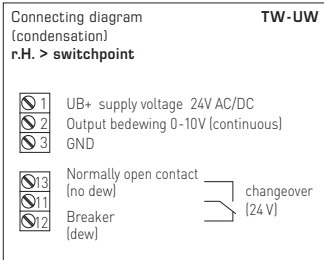 Connecting diagram TW-UW
(condensation)
r.H. > switchpoint
1 UB+ supply voltage 24V AC/DC
2 Output bedewing 0-10V (continuous)
3 GND
13 Normally open contact
(no dew)
11
12 Breaker
(dew)
changeover
(24 V)